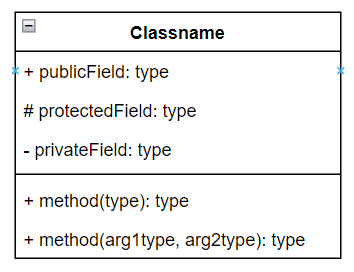 Classname
+ publicField: type
# protectedField: type
- privateField: type
+ method(type): type
+ method(arg1type, arg2type): type